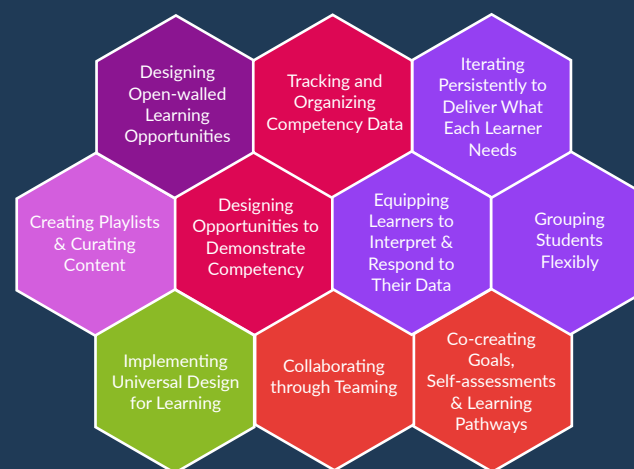 Designing
Open-walled
Learning
Opportunities
Tracking and
Organizing
Competency Data
Iterating
Persistently to
Deliver What
Each Learner
Needs
Creating Playlists
& Curating
Content
Designing
Opportunities to
Demonstrate
Competency
Equipping
Learners to
Interpret &
Respond to
Their Data
Grouping
Students
Flexibly
Implementing
Universal Design
for Learning
Collaborating
through Teaming
Co-creating
Goals,
Self-assessments
& Learning
Pathways